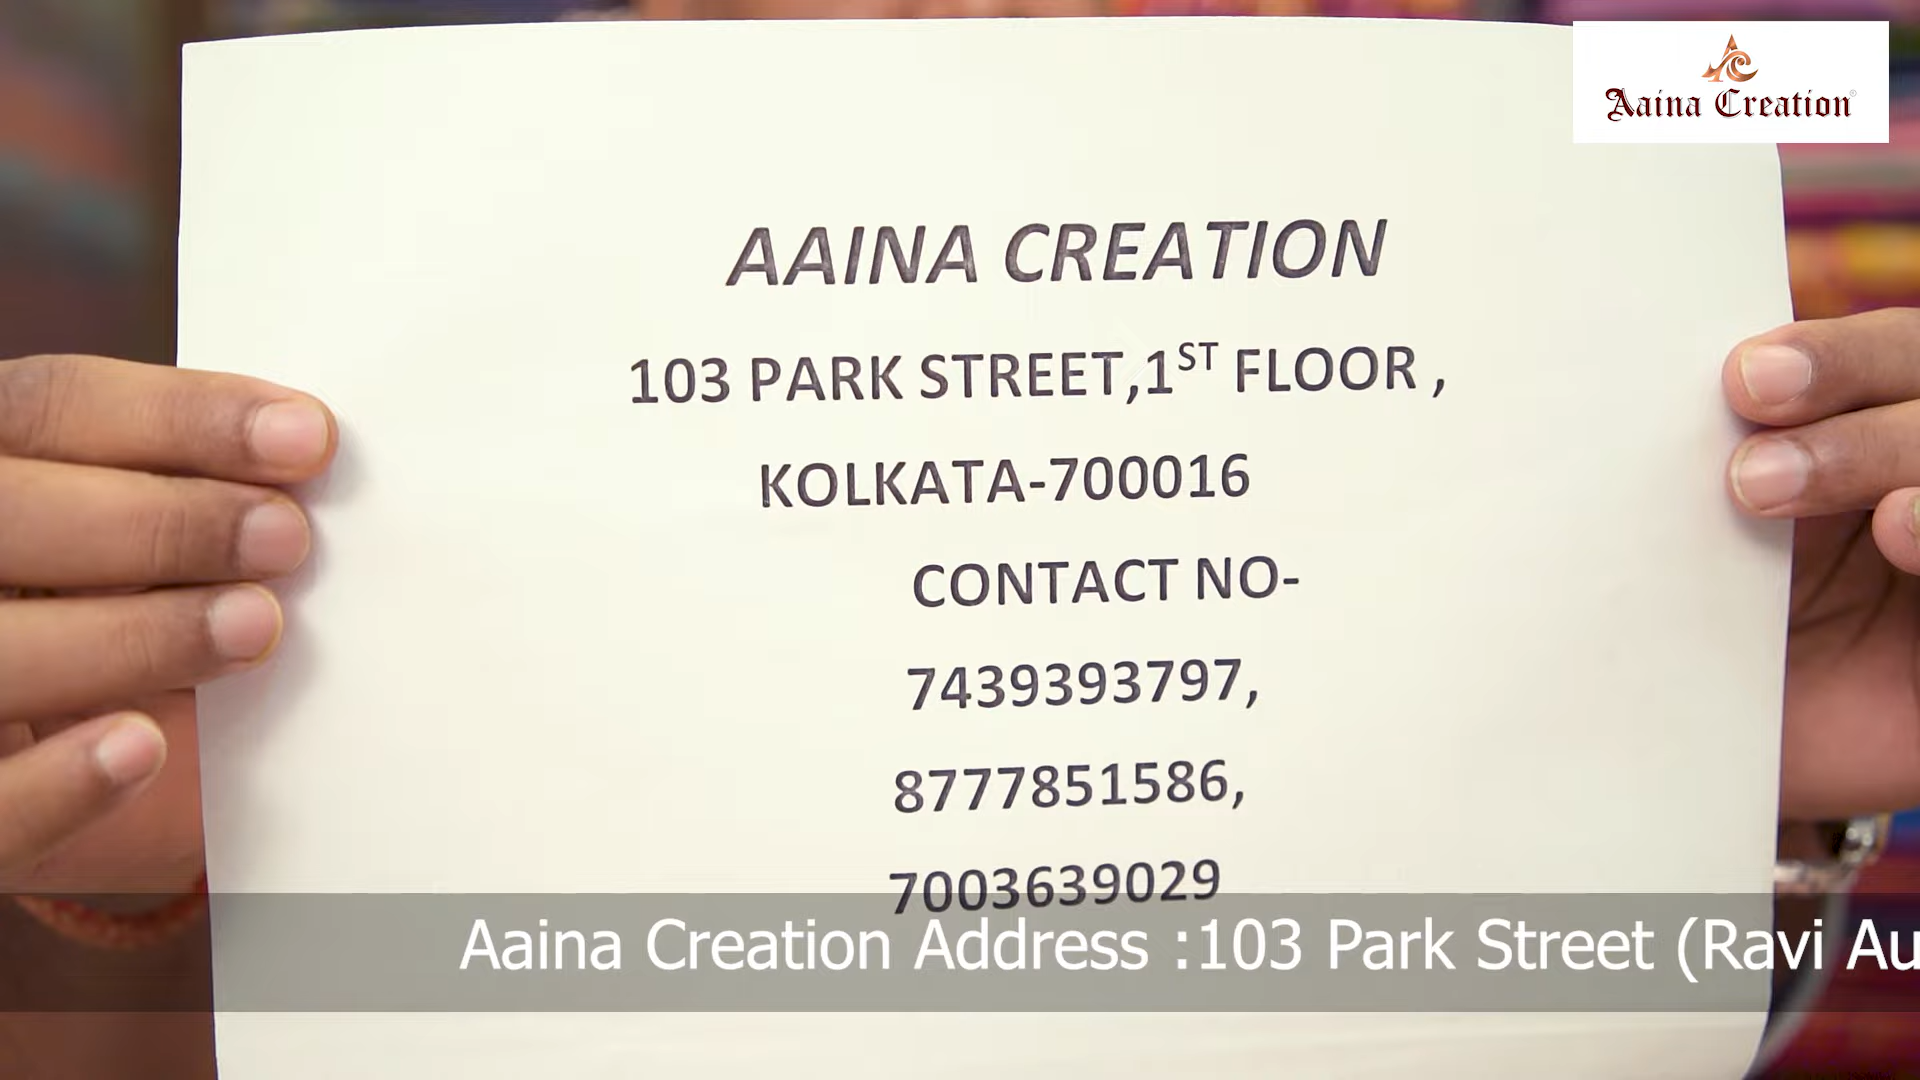 Aaina Creation
AAINA CREATION
103 PARK STREET,1ST FLOOR ,
KOLKATA-700016
CONTACT NO-
7439393797,
8777851586,
7003639029
Aaina Creation Address :103 Park Street (Ravi Au